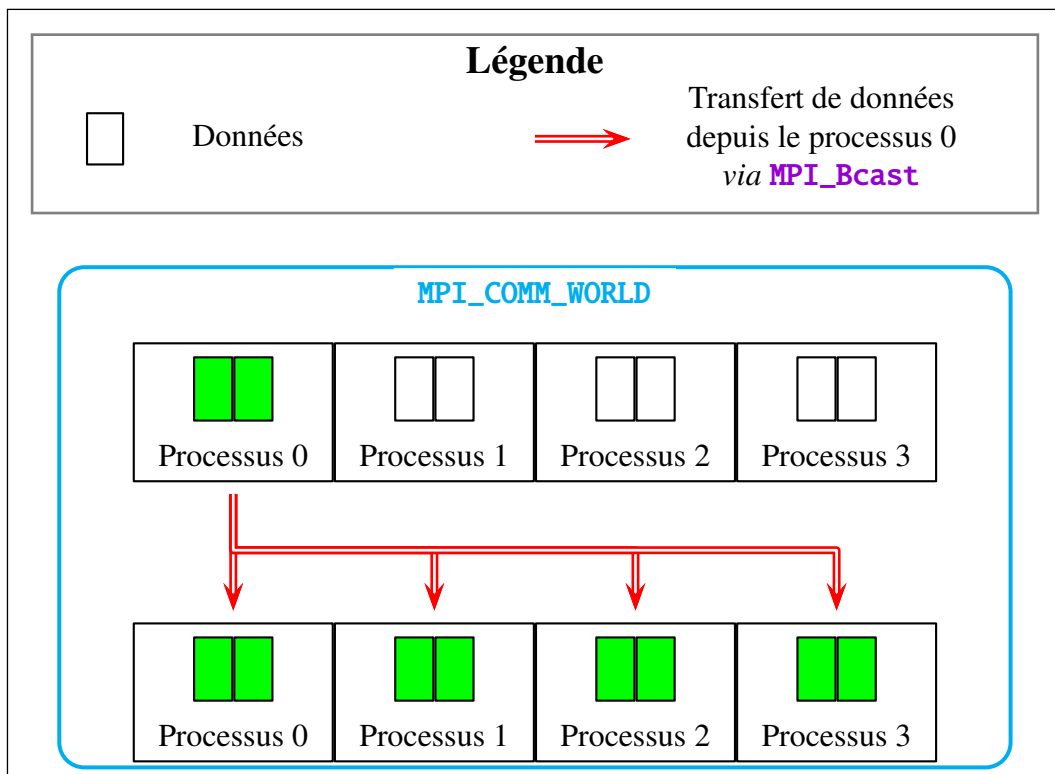 Légende
Données
Transfert de données
depuis le processus 0
via MPI_Bcast
MPI_COMM_WORLD
Processus 0 Processus 1 Processus 2 Processus 3
Processus 0 Processus 1 Processus 2 Processus 3